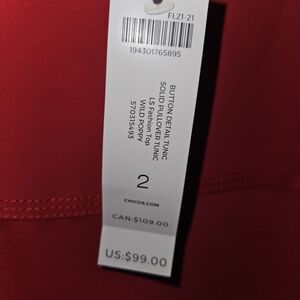 FL21-21
194301765895
BUTTON DETAIL TUNIC
SOLID PULLOVER TUNIC
LS Fashion Top
WILD POPPY
570315493
2
CHICOS.COM
CAN:$109.00
US:$99.00